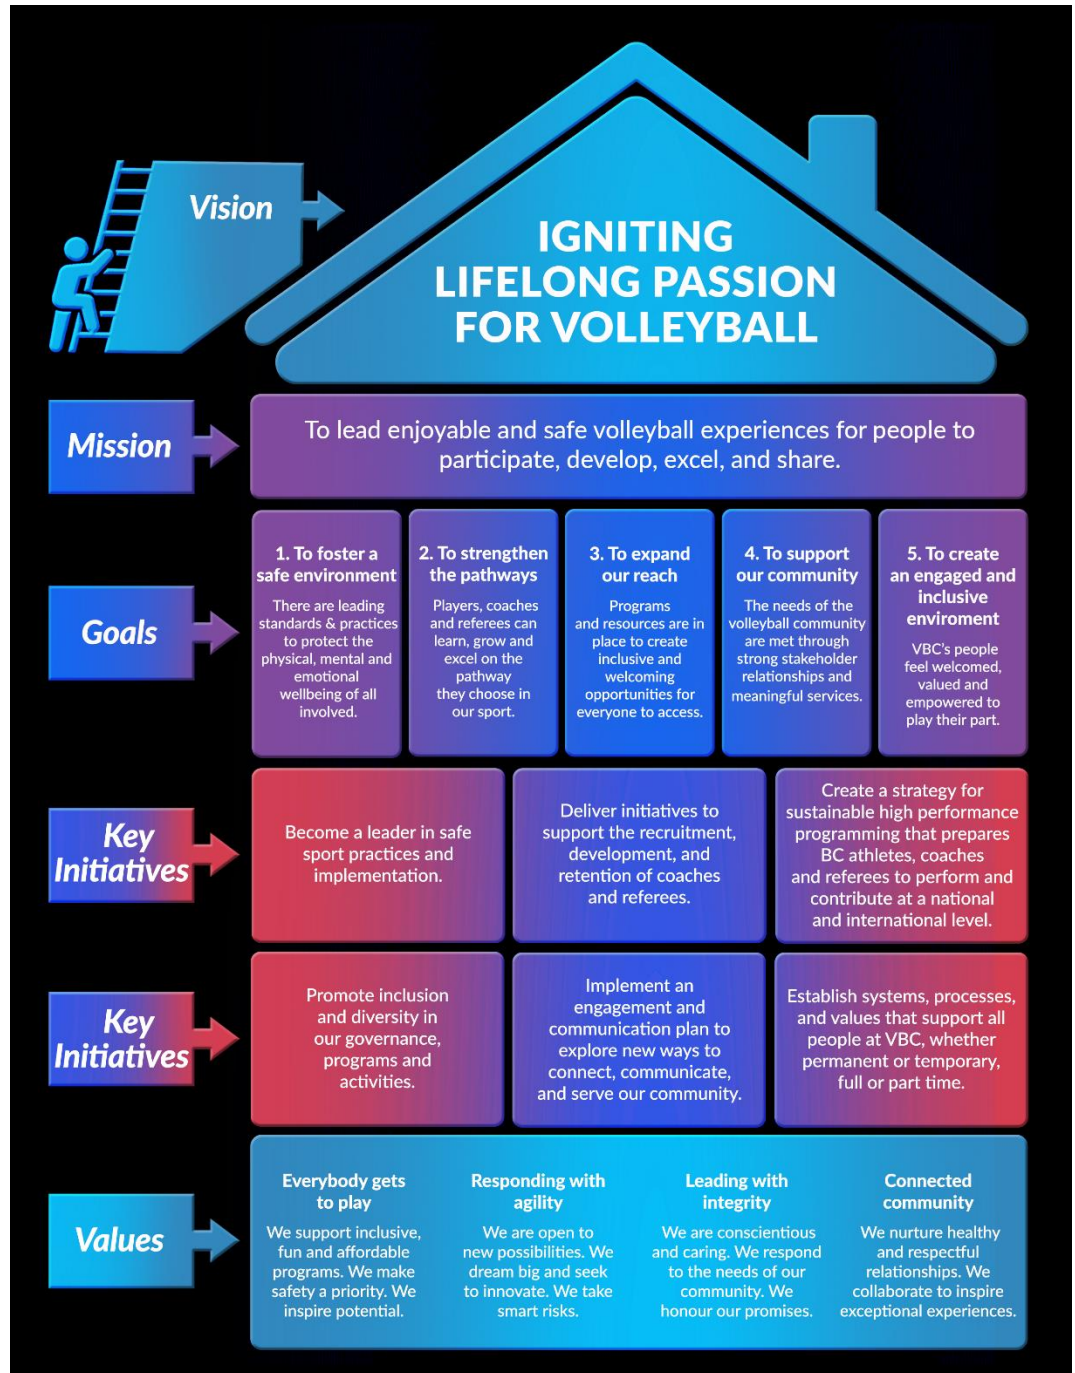 Vision
IGNITING
LIFELONG PASSION
FOR VOLLEYBALL
Mission
To lead enjoyable and safe volleyball experiences for people to
participate, develop, excel, and share.
Goals
1. To foster a
safe environment
There are leading
standards & practices
to protect the
physical, mental and
emotional
wellbeing of all
involved.
2. To strengthen
the pathways
Players, coaches
and referees can
learn, grow and
excel on the
pathway
they choose in
our sport.
3. To expand
our reach
Programs
and resources are in
place to create
inclusive and
welcoming
opportunities for
everyone to access.
4. To support
our community
The needs of the
volleyball community
are met through
strong stakeholder
relationships and
meaningful services.
5. To create
an engaged and
inclusive
enviroment
VBC's people
feel welcomed,
valued and
empowered to
play their part.
Key
Initiatives
Become a leader in safe
sport practices and
implementation.
Deliver initiatives to
support the recruitment,
development, and
retention of coaches
and referees.
Create a strategy for
sustainable high performance
programming that prepares
BC athletes, coaches
and referees to perform and
contribute at a national
and international level.
Key
Initiatives
Promote inclusion
and diversity in
our governance,
programs and
activities.
Implement an
engagement and
communication plan to
explore new ways to
connect, communicate,
and serve our community.
Establish systems, processes,
and values that support all
people at VBC, whether
permanent or temporary,
full or part time.
Values
Everybody gets
to play
We support inclusive,
fun and affordable
programs. We make
safety a priority. We
inspire potential.
Responding with
agility
We are open to
new possibilities. We
dream big and seek
to innovate. We take
smart risks.
Leading with
integrity
We are conscientious
and caring. We respond
to the needs of our
community. We
honour our promises.
Connected
community
We nurture healthy
and respectful
relationships. We
collaborate to inspire
exceptional experiences.